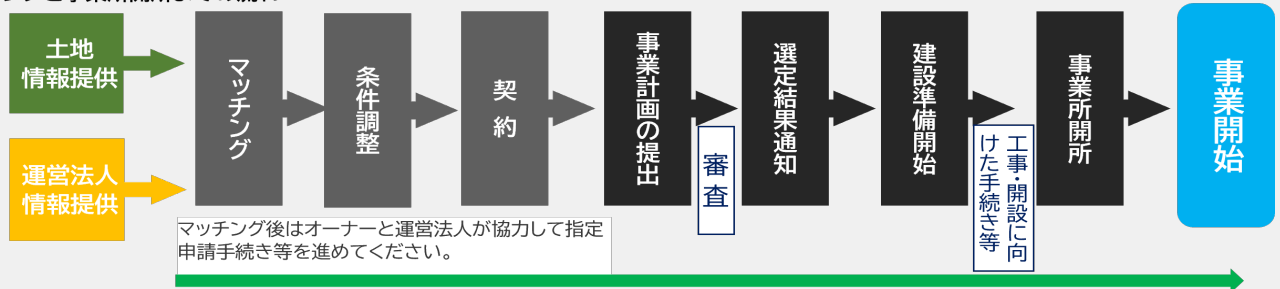 土地
情報提供
運営法人
情報提供
マッチング
条件調整
契約
事業計画の提出
審査
選定結果通知
建設準備開始
工事・開設に向
けた手続き等
事業所開所
事業開始
マッチング後はオーナーと運営法人が協力して指定
申請手続き等を進めてください。